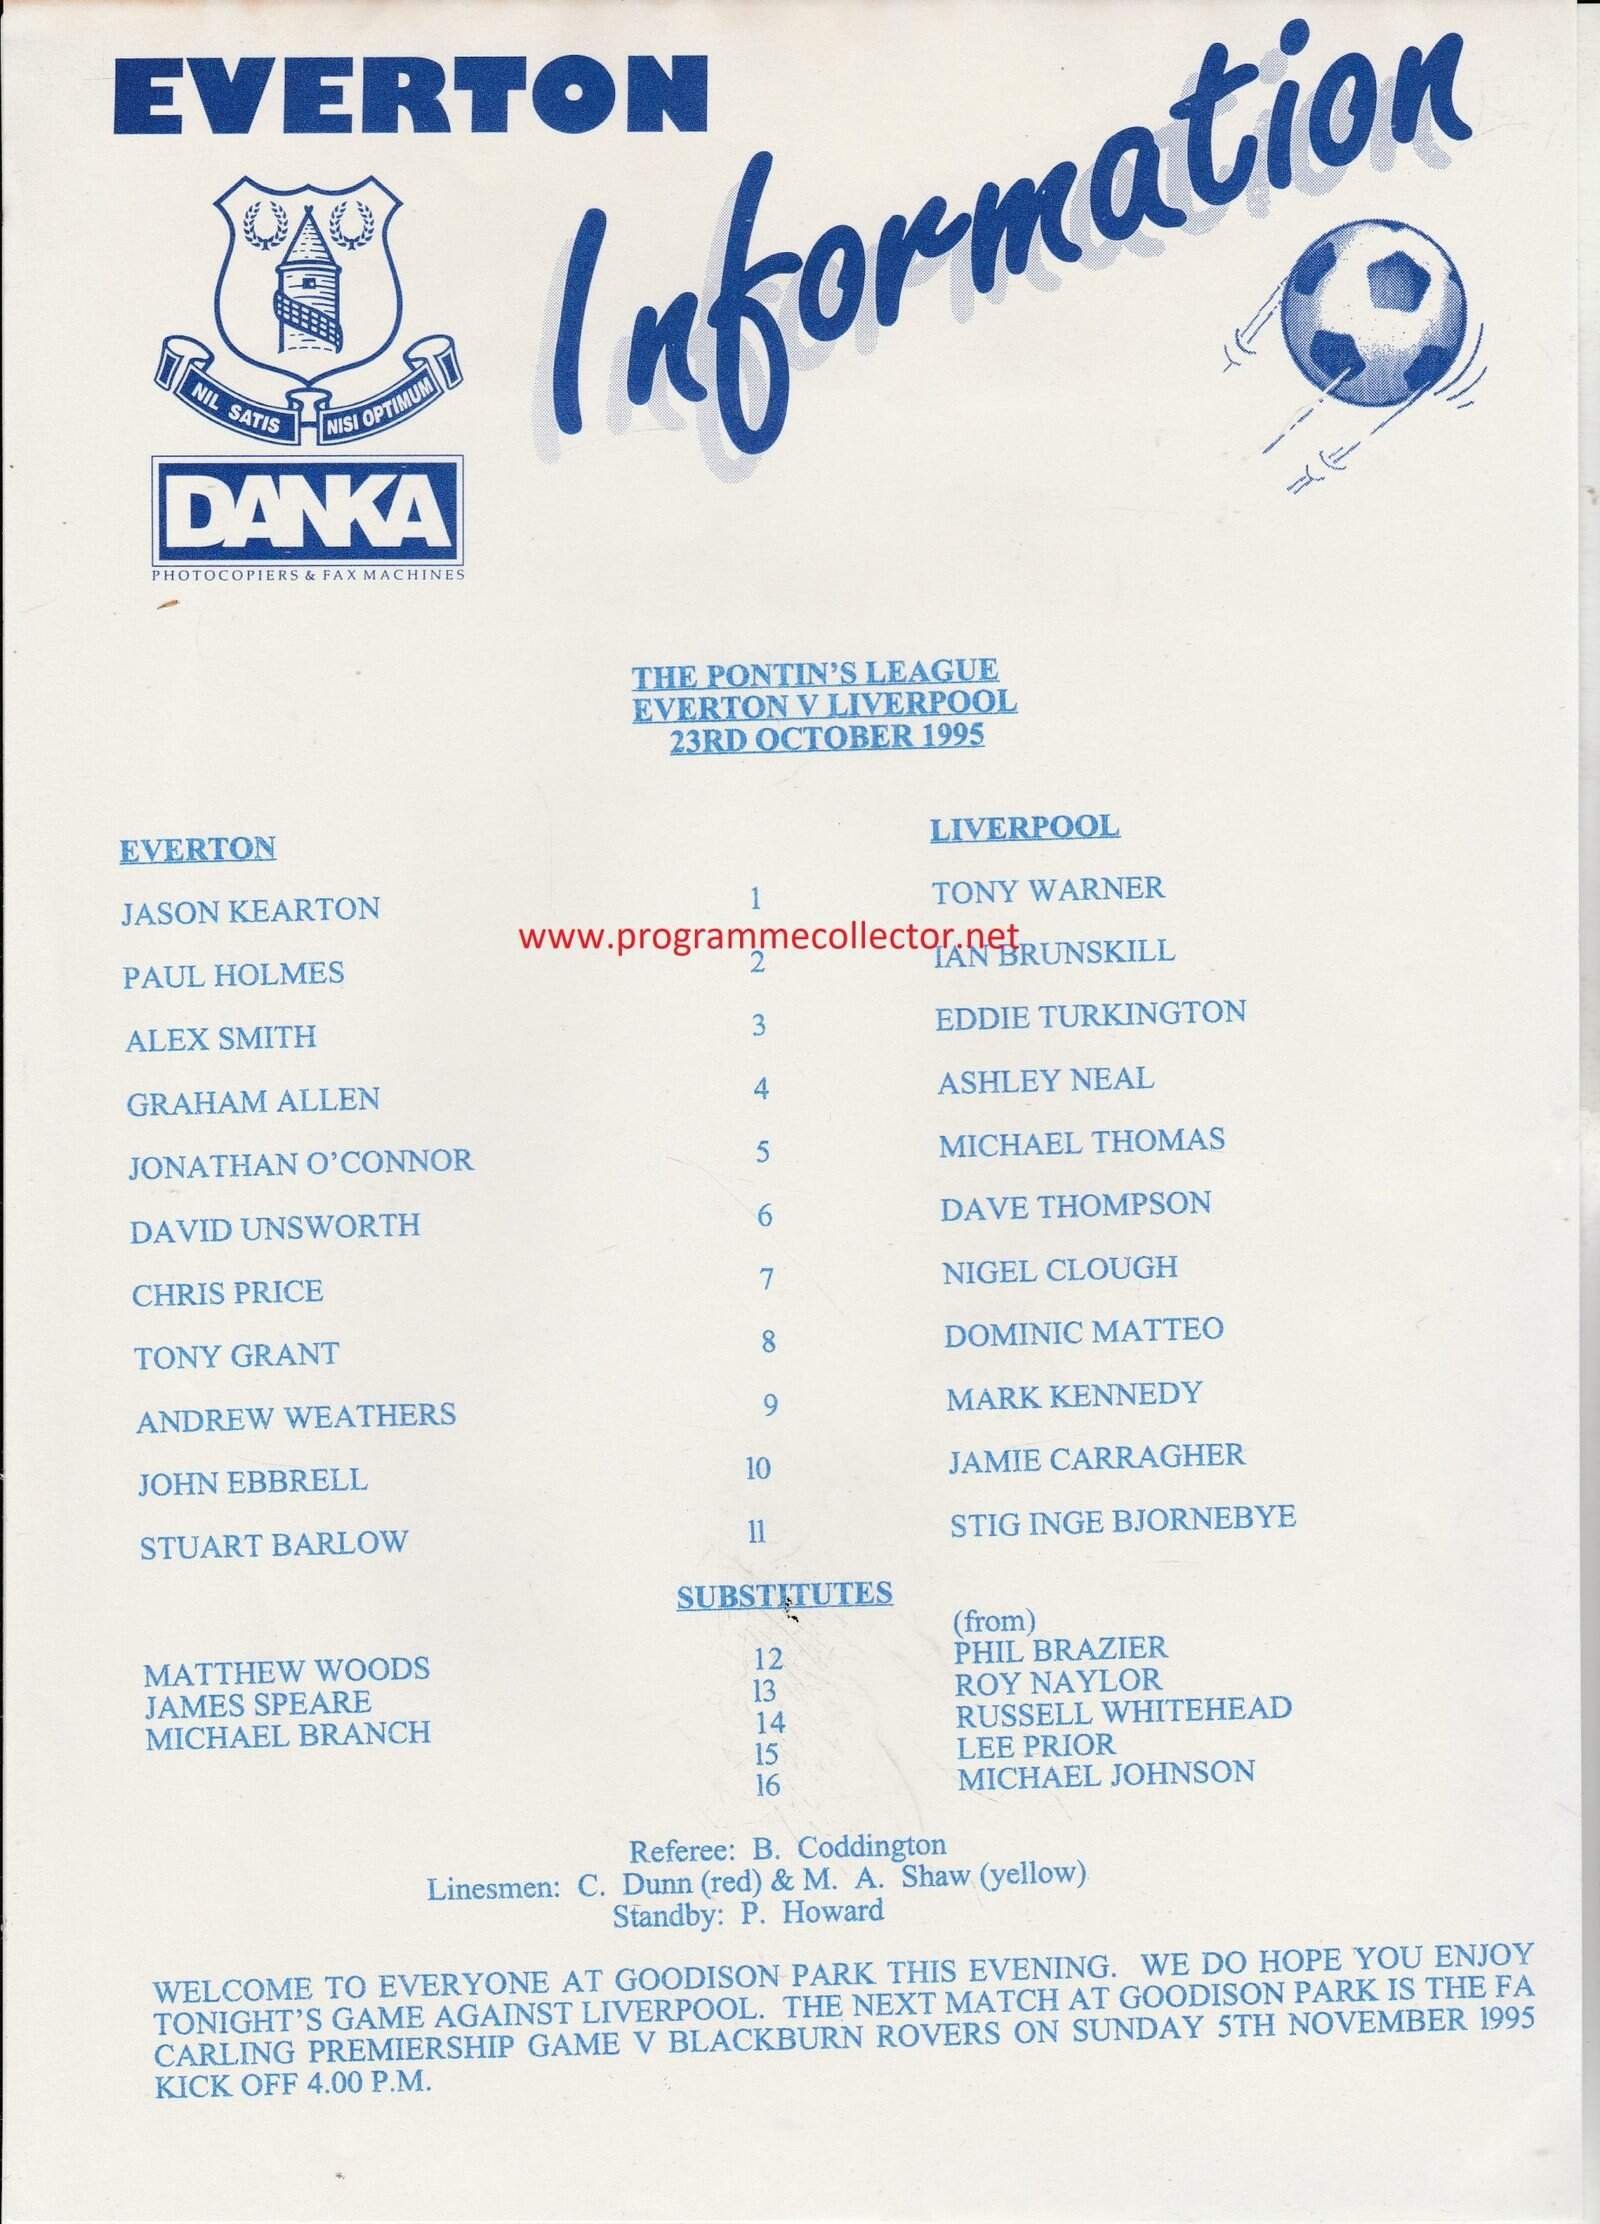 EVERTON
Information
NIL SATIS NISI OPTIMUM
DANKA
PHOTOCOPIERS & FAX MACHINES
THE PONTIN'S LEAGUE
EVERTON V LIVERPOOL
23RD OCTOBER 1995
EVERTON LIVERPOOL
JASON KEARTON 1 TONY WARNER
www.programmecollector.net
PAUL HOLMES 2 IAN BRUNSKILL
ALEX SMITH 3 EDDIE TURKINGTON
GRAHAM ALLEN 4 ASHLEY NEAL
JONATHAN O'CONNOR 5 MICHAEL THOMAS
DAVID UNSWORTH 6 DAVE THOMPSON
CHRIS PRICE 7 NIGEL CLOUGH
TONY GRANT 8 DOMINIC MATTEO
ANDREW WEATHERS 9 MARK KENNEDY
JOHN EBBRELL 10 JAMIE CARRAGHER
STUART BARLOW 11 STIG INGE BJORNEBYE
SUBSTITUTES
(from)
MATTHEW WOODS 12 PHIL BRAZIER
JAMES SPEARE 13 ROY NAYLOR
MICHAEL BRANCH 14 RUSSELL WHITEHEAD
15 LEE PRIOR
16 MICHAEL JOHNSON
Referee: B. Coddington
Linesmen: C. Dunn (red) & M. A. Shaw (yellow)
Standby: P. Howard
WELCOME TO EVERYONE AT GOODISON PARK THIS EVENING. WE DO HOPE YOU ENJOY
TONIGHT'S GAME AGAINST LIVERPOOL. THE NEXT MATCH AT GOODISON PARK IS THE FA
CARLING PREMIERSHIP GAME V BLACKBURN ROVERS ON SUNDAY 5TH NOVEMBER 1995
KICK OFF 4.00 P.M.